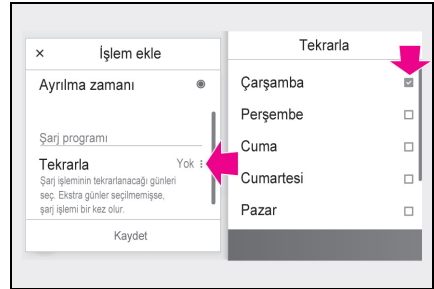 × İşlem ekle
Ayrılma zamanı
Şarj programı
Tekrarla Yok
Şarj işleminin tekrarlanacağı günleri
seç. Ekstra günler seçilmemişse,
şarj işlemi bir kez olur.
Kaydet
Tekrarla
Çarşamba
Perşembe
Cuma
Cumartesi
Pazar